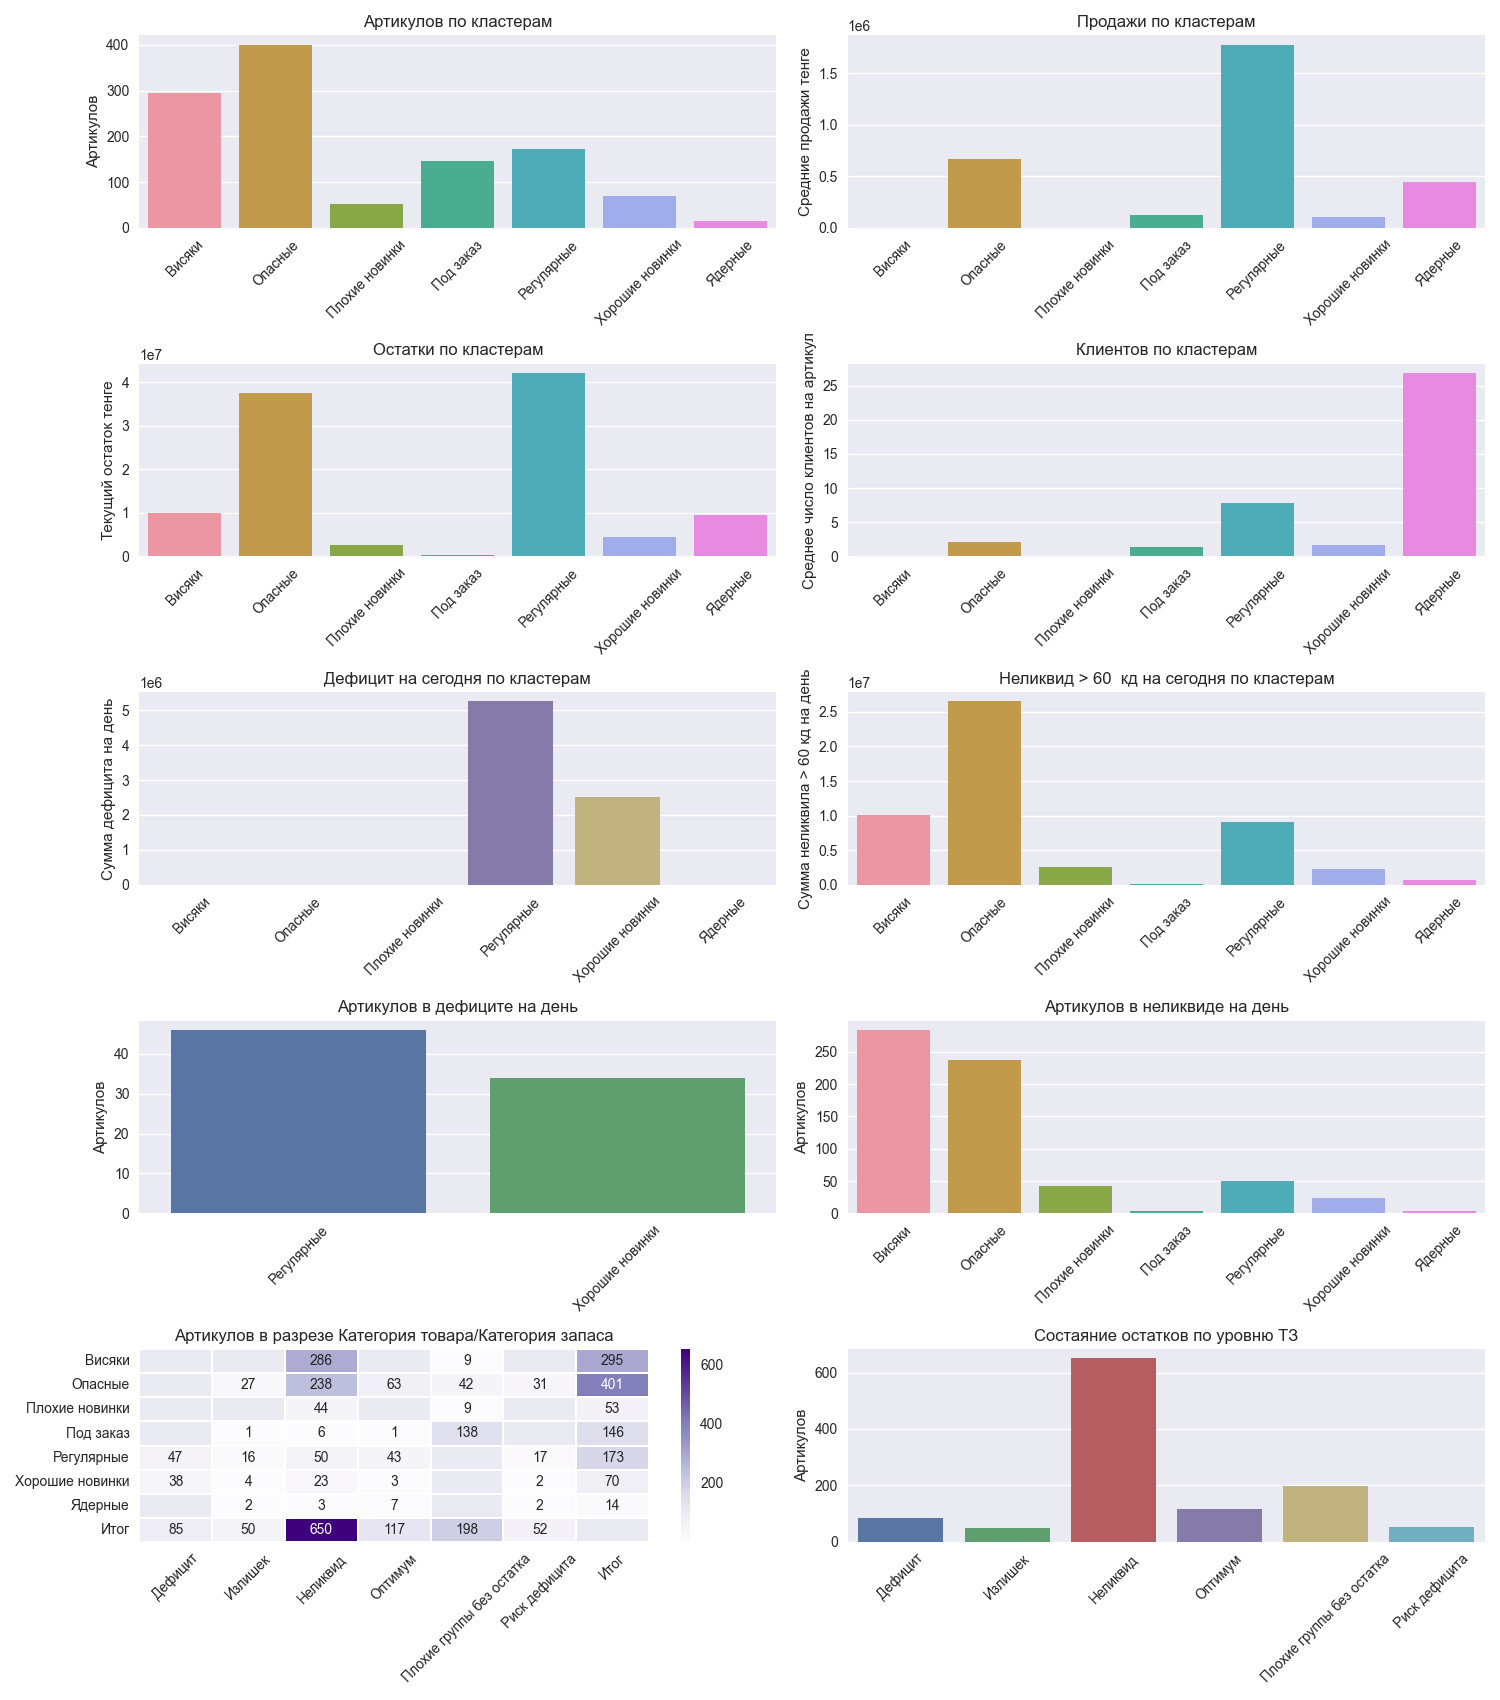 Артикулов по кластерам
Артикулов
400
300
200
100
0
Висяки
Опасные
Плохие новинки
Под заказ
Регулярные
Хорошие новинки
Ядерные
Продажи по кластерам
1e6
Средние продажи тенге
1.5
1.0
0.5
0.0
Висяки
Опасные
Плохие новинки
Под заказ
Регулярные
Хорошие новинки
Ядерные
Остатки по кластерам
1e7
Текущий остаток тенге
4
3
2
1
0
Висяки
Опасные
Плохие новинки
Под заказ
Регулярные
Хорошие новинки
Ядерные
Клиентов по кластерам
Среднее число клиентов на артикул
25
20
15
10
5
0
Висяки
Опасные
Плохие новинки
Под заказ
Регулярные
Хорошие новинки
Ядерные
Дефицит на сегодня по кластерам
1e6
Сумма дефицита на день
5
4
3
2
1
0
Висяки
Опасные
Плохие новинки
Регулярные
Хорошие новинки
Ядерные
Неликвид > 60  кд на сегодня по кластерам
1e7
Сумма неликвила > 60 кд на день
2.5
2.0
1.5
1.0
0.5
0.0
Висяки
Опасные
Плохие новинки
Под заказ
Регулярные
Хорошие новинки
Ядерные
Артикулов в дефиците на день
Артикулов
40
30
20
10
0
Регулярные
Хорошие новинки
Артикулов в неликвиде на день
Артикулов
250
200
150
100
50
0
Висяки
Опасные
Плохие новинки
Под заказ
Регулярные
Хорошие новинки
Ядерные
Артикулов в разрезе Категория товара/Категория запаса
Висяки 286 9 295
Опасные 27 238 63 42 31 401
Плохие новинки 44 9 53
Под заказ 1 6 1 138 146
Регулярные 47 16 50 43 17 173
Хорошие новинки 38 4 23 3 2 70
Ядерные 2 3 7 2 14
Итог 85 50 650 117 198 52
Дефицит
Излишек
Неликвид
Оптимум
Плохие группы без остатка
Риск дефицита
Итог
600
400
200
Состаяние остатков по уровню ТЗ
Артикулов
600
400
200
0
Дефицит
Излишек
Неликвид
Оптимум
Плохие группы без остатка
Риск дефицита